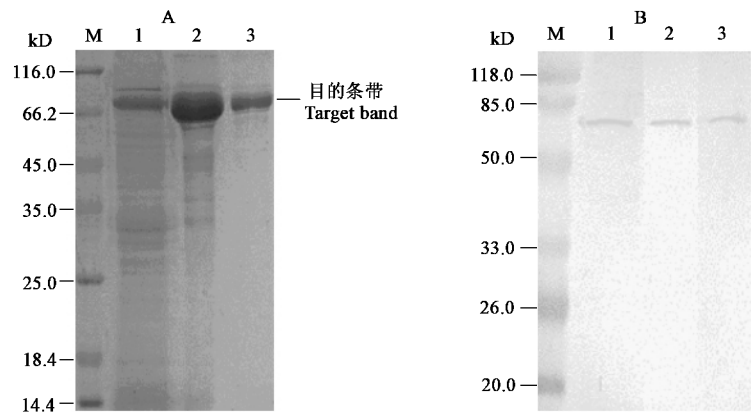 A
kD M 1 2 3
116.0
66.2
45.0
35.0
25.0
18.4
14.4
目的条带
Target band
B
kD M 1 2 3
118.0
85.0
50.0
33.0
26.0
20.0